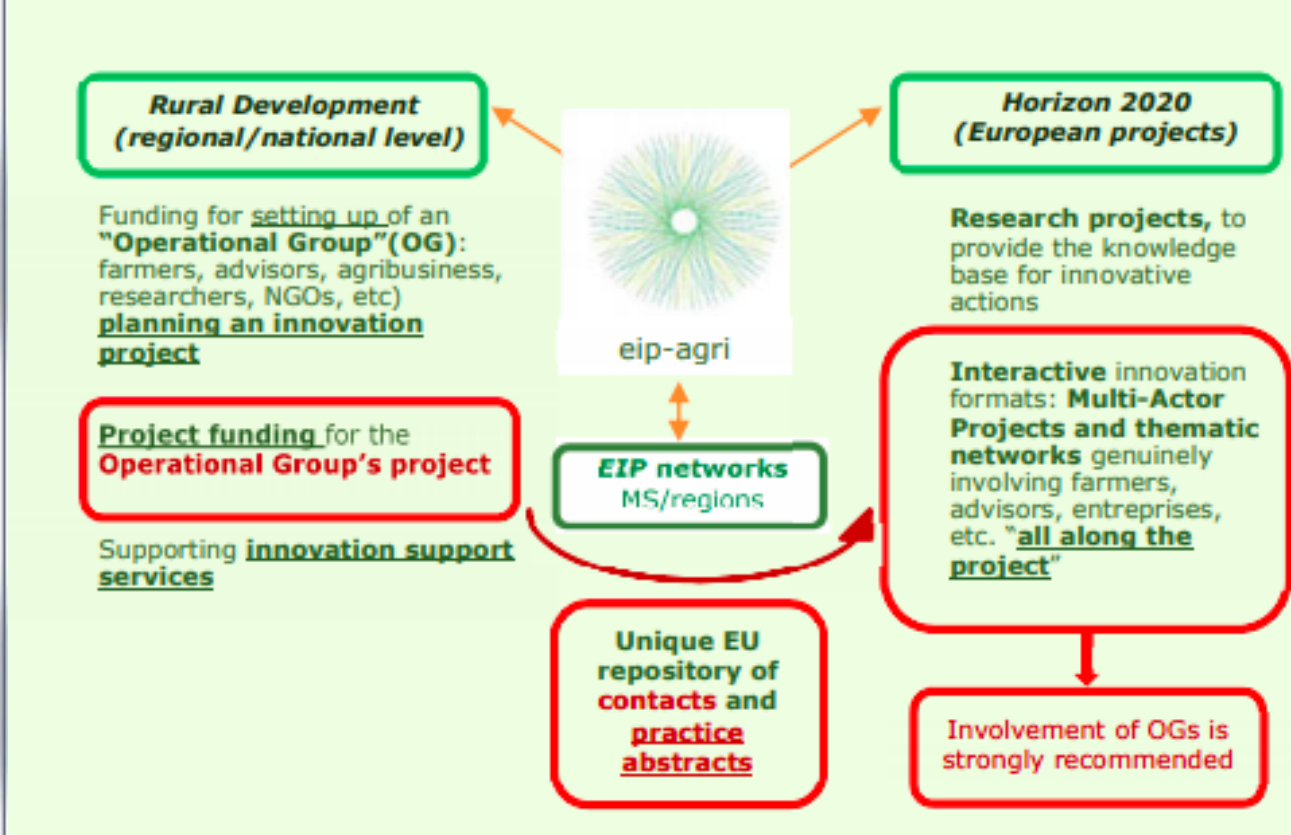 Rural Development
(regional/national level)
Funding for setting up of an
“Operational Group”(OG):
farmers, advisors, agribusiness,
researchers, NGOs, etc)
planning an innovation
project
Project funding for the
Operational Group’s project
Supporting innovation support
services
eip-agri
EIP networks
MS/regions
Unique EU
repository of
contacts and
practice
abstracts
Horizon 2020
(European projects)
Research projects, to
provide the knowledge
base for innovative
actions
Interactive innovation
formats: Multi-Actor
Projects and thematic
networks genuinely
involving farmers,
advisors, entreprises,
etc. “all along the
project”
Involvement of OGs is
strongly recommended